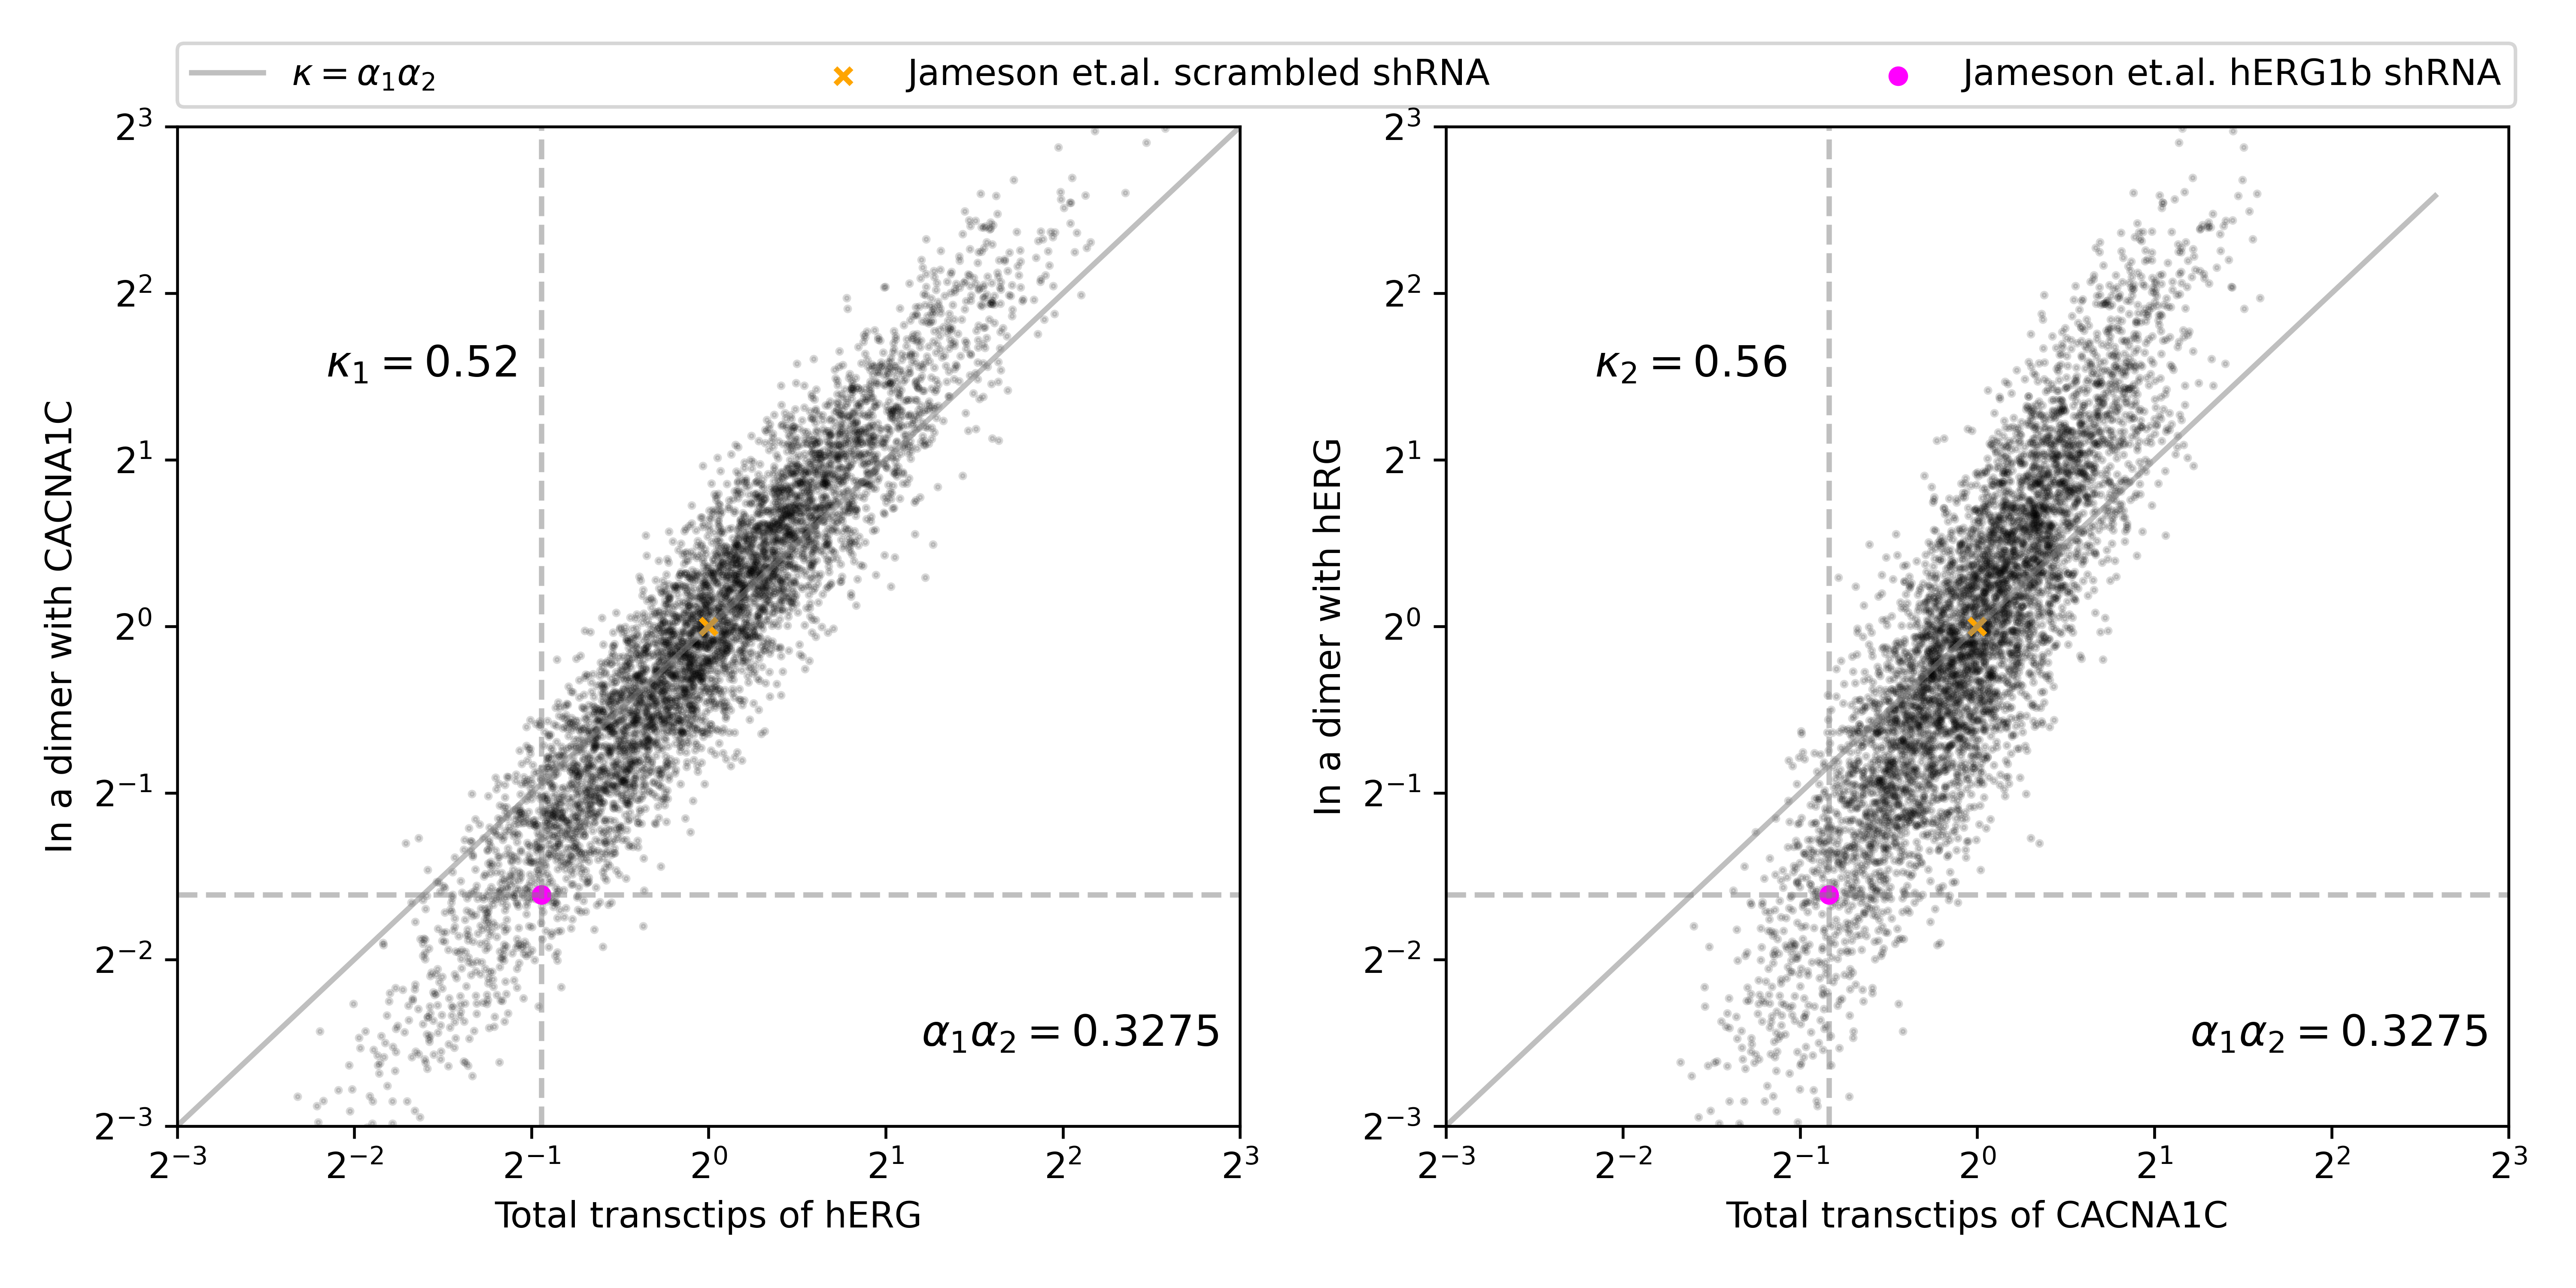 κ = α₁α₂
Jameson et.al. scrambled shRNA
Jameson et.al. hERG1b shRNA
2³
2²
2¹
2⁰
2⁻¹
2⁻²
2⁻³
In a dimer with CACNA1C
κ₁ = 0.52
α₁α₂ = 0.3275
2⁻³ 2⁻² 2⁻¹ 2⁰ 2¹ 2² 2³
Total transctips of hERG
2³
2²
2¹
2⁰
2⁻¹
2⁻²
2⁻³
In a dimer with hERG
κ₂ = 0.56
α₁α₂ = 0.3275
2⁻³ 2⁻² 2⁻¹ 2⁰ 2¹ 2² 2³
Total transctips of CACNA1C